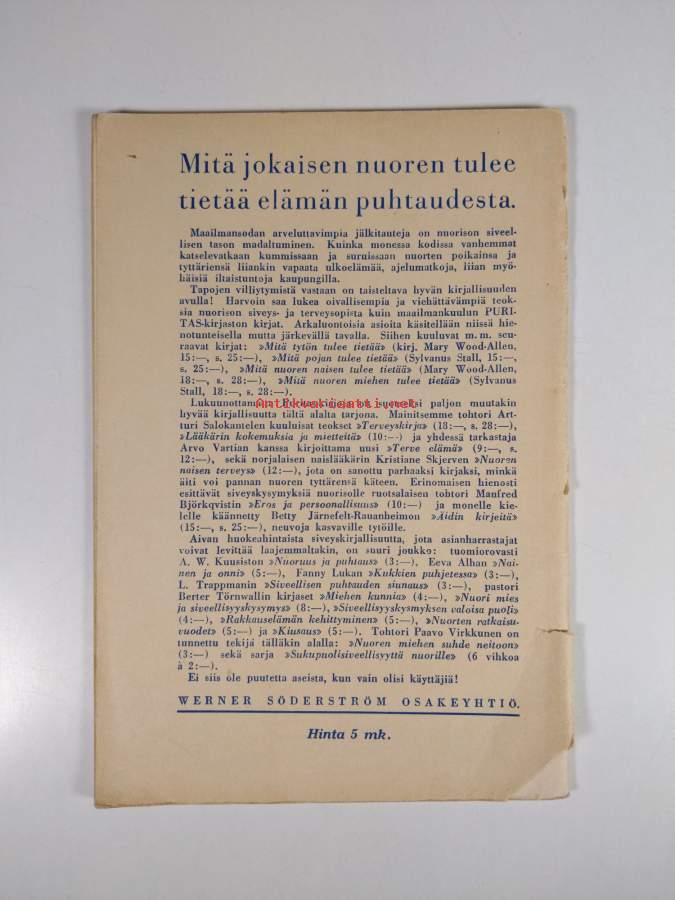 Mitä jokaisen nuoren tulee
tietää elämän puhtaudesta.
Maailmansodan arveluttavimpia jälkitauteja on nuorison siveel-
lisen tason madaltuminen. Kuinka monessa kodissa vanhemmat
katselevatkaan kummissaan ja suruissaan nuorten poikainsa ja
tyttäriensä liiankin vapaata ulkoelämää, ajelumatkoja, liian myö-
häisiä iltaistuntoja kaupungilla.
Tapojen villiytymistä vastaan on taisteltava hyvän kirjallisuuden
avulla! Harvoin saa lukea oivallisempia ja viehättävämpiä teok-
sia nuorison siveys- ja terveysopista kuin maailmankuulun PURI-
TAS-kirjaston kirjat. Arkaluontoisia asioita käsitellään niissä hie-
notunteisella mutta järkevällä tavalla. Siihen kuuluvat m. m. seu-
raavat kirjat: »Mitä tytön tulee tietää» (kirj. Mary Wood-Allen,
15:—, s. 25:—), »Mitä pojan tulee tietää» (Sylvanus Stall, 15:—,
s. 25:—), »Mitä nuoren naisen tulee tietää» (Mary Wood-Allen,
18:—, s. 28:—), »Mitä nuoren miehen tulee tietää» (Sylvanus
Stall, 18:—, s. 28:—).
Antikvariaatti.net
Lukuunottamatta on suomeksi paljon muutakin
hyvää kirjallisuutta tältä alalta tarjona. Mainitsemme tohtori Art-
turi Salokantelen kuuluisat teokset »Terveyskirja» (18:—, s. 28:—),
»Lääkärin kokemuksia ja mietteitä» (10:—) ja yhdessä tarkastaja
Arvo Vartian kanssa kirjoittama uusi »Terve elämä» (9:—, s.
12:—), sekä norjalaisen naislääkärin Kristiane Skjerven »Nuoren
naisen terveys» (12:—), jota on sanottu parhaaksi kirjaksi, minkä
äiti voi pannan nuoren tyttärensä käteen. Erinomaisen hienosti
esittävät siveyskysymyksiä nuorisolle ruotsalaisen tohtori Manfred
Björkqvistin »Eros ja persoonallisuus» (10:—) ja monelle kie-
lelle käännetty Betty Järnefelt-Rauanheimon »Äidin kirjeitä»
(15:—, s. 25:—), neuvoja kasvaville tytöille.
Aivan huokeahintaista siveyskirjallisuutta, jota asianharrastajat
voivat levittää laajemmaltakin, on suuri joukko: tuomiorovasti
A. W. Kuusiston »Nuoruus ja puhtaus» (3:—), Eeva Alhan »Nai-
nen ja onni» (5:—), Fanny Lukan »Kukkien puhjetessa» (3:—),
L. Trappmanin »Siveellisen puhtauden siunaus» (3:—), pastori
Berter Törnwallin kirjaset »Miehen kunnia» (4:—), »Nuori mies
ja siveellisyyskysymys» (8:—), »Siveellisyyskysmyksen valoisa puoli»
(4:—), »Rakkauselämän kehittyminen» (5:—), »Nuorten ratkaisu-
vuodet» (5:—) ja »Kiusaus» (5:—). Tohtori Paavo Virkkunen on
tunnettu tekijä tälläkin alalla: »Nuoren miehen suhde neitoon»
(3:—) sekä sarja »Sukupuolisiveellisyyttä nuorille» (6 vihkoa
à 2:—).
Ei siis ole puutetta aseista, kun vain olisi käyttäjiä!
WERNER SÖDERSTRÖM OSAKEYHTIÖ.
Hinta 5 mk.